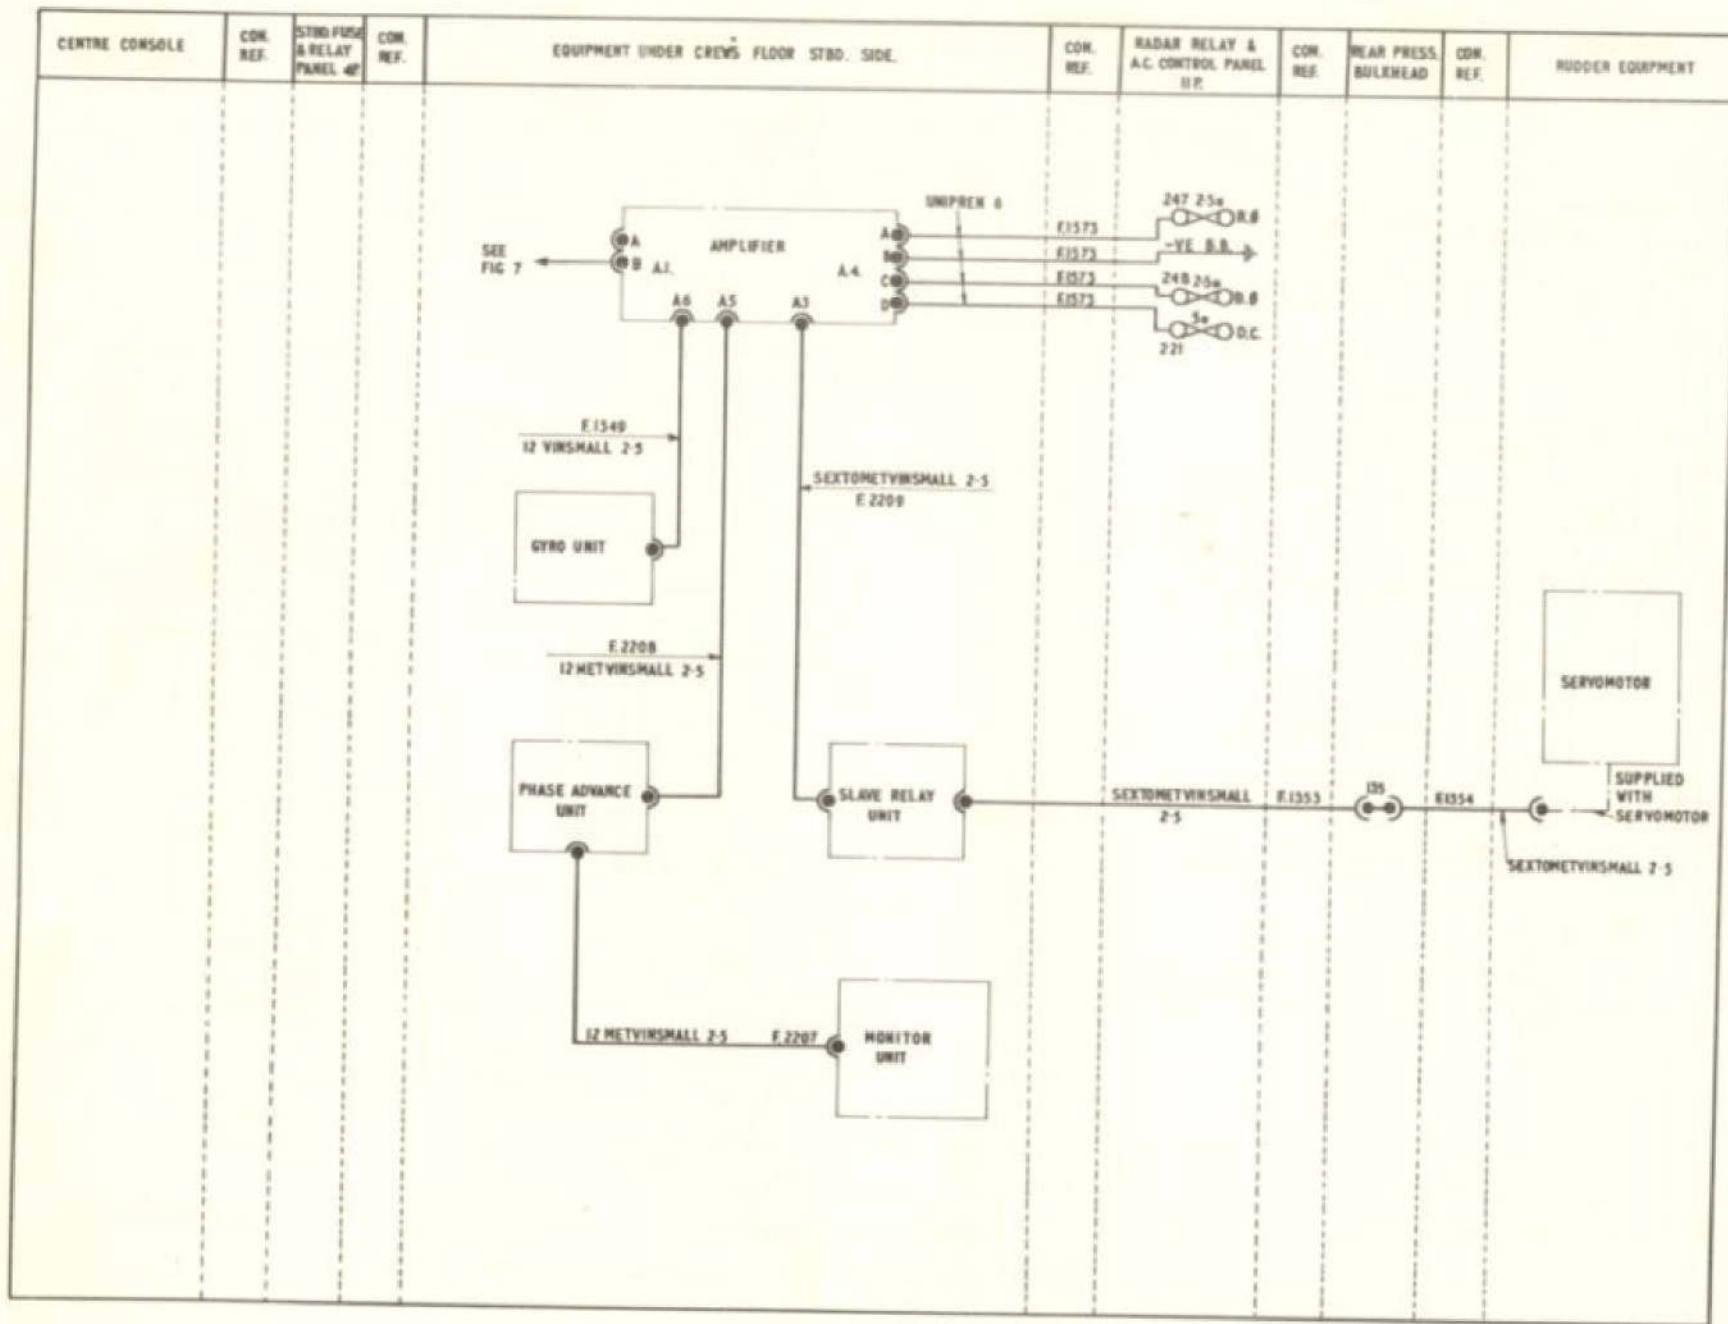 CENTRE CONSOLE
CON.
REF.
STBD. FUSE
& RELAY
PANEL 4P.
CON.
REF.
EQUIPMENT UNDER CREWS FLOOR STBD. SIDE.
CON.
REF.
RADAR RELAY &
A.C. CONTROL PANEL
11P.
CON.
REF.
REAR PRESS.
BULKHEAD
CON.
REF.
RUDDER EQUIPMENT
SEE
FIG 7
A
B
A.1.
AMPLIFIER
A.4.
A
B
C
D
A6
A5
A3
UNIPREN 6
F.1573
F.1573
F.1573
F.1573
247 2·5a
R.Ø
-VE B.B.
248 2·5a
B.Ø
5a
D.C.
221
F.1549
12 VINSMALL 2·5
SEXTOMETVINSMALL 2·5
F.2209
GYRO UNIT
F.2208
12 METVINSMALL 2·5
SERVOMOTOR
PHASE ADVANCE
UNIT
SLAVE RELAY
UNIT
SEXTOMETVINSMALL
2·5
F.1353
135
F.1354
SUPPLIED
WITH
SERVOMOTOR
SEXTOMETVINSMALL 2·5
12 METVINSMALL 2·5
F.2207
MONITOR
UNIT